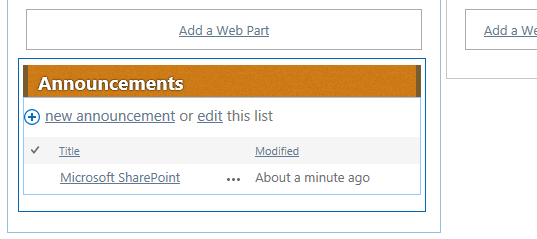 Add a Web Part
Add a We
Announcements
new announcement or edit this list
Title Modified
Microsoft SharePoint ... About a minute ago